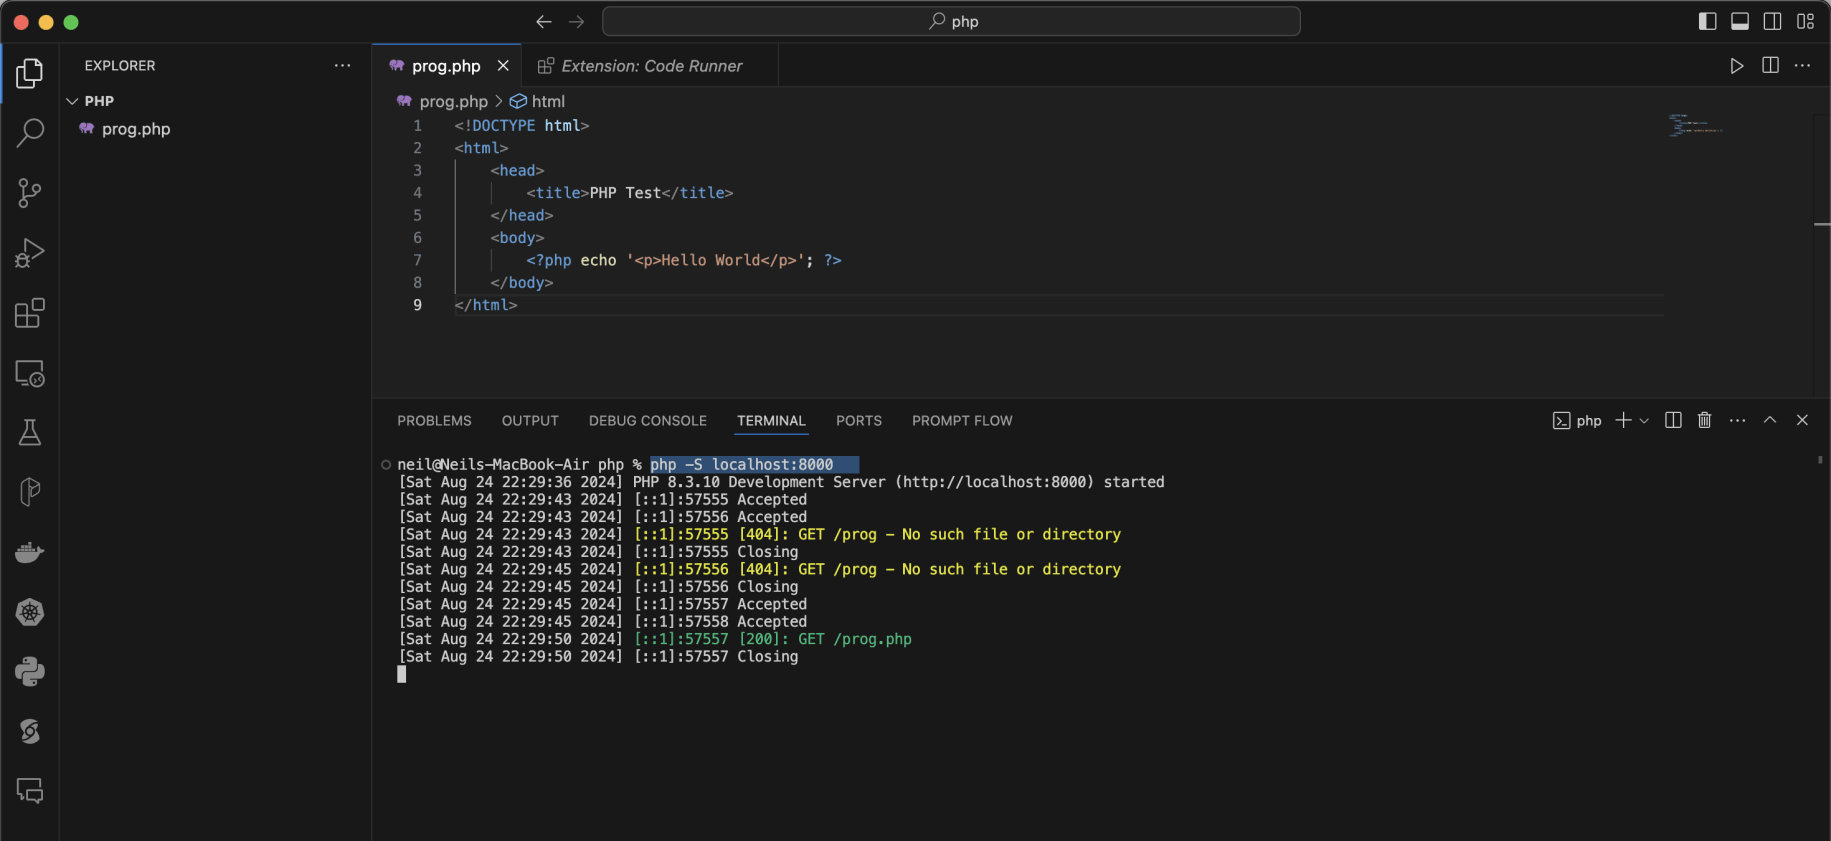 php
EXPLORER
PHP
prog.php
prog.php
Extension: Code Runner
prog.php > html
1 <!DOCTYPE html>
2 <html>
3 <head>
4 <title>PHP Test</title>
5 </head>
6 <body>
7 <?php echo '<p>Hello World</p>'; ?>
8 </body>
9 </html>
PROBLEMS OUTPUT DEBUG CONSOLE TERMINAL PORTS PROMPT FLOW
php
neil@Neils-MacBook-Air php % php -S localhost:8000
[Sat Aug 24 22:29:36 2024] PHP 8.3.10 Development Server (http://localhost:8000) started
[Sat Aug 24 22:29:43 2024] [::1]:57555 Accepted
[Sat Aug 24 22:29:43 2024] [::1]:57556 Accepted
[Sat Aug 24 22:29:43 2024] [::1]:57555 [404]: GET /prog - No such file or directory
[Sat Aug 24 22:29:43 2024] [::1]:57555 Closing
[Sat Aug 24 22:29:45 2024] [::1]:57556 [404]: GET /prog - No such file or directory
[Sat Aug 24 22:29:45 2024] [::1]:57556 Closing
[Sat Aug 24 22:29:45 2024] [::1]:57557 Accepted
[Sat Aug 24 22:29:45 2024] [::1]:57558 Accepted
[Sat Aug 24 22:29:50 2024] [::1]:57557 [200]: GET /prog.php
[Sat Aug 24 22:29:50 2024] [::1]:57557 Closing